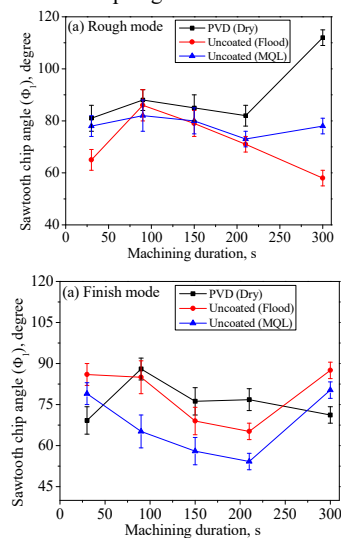 (a) Rough mode
PVD (Dry)
Uncoated (Flood)
Uncoated (MQL)
Sawtooth chip angle (Φ1), degree
120
100
80
60
40
0 50 100 150 200 250 300
Machining duration, s
(a) Finish mode
PVD (Dry)
Uncoated (Flood)
Uncoated (MQL)
Sawtooth chip angle (Φ1), degree
120
105
90
75
60
45
0 50 100 150 200 250 300
Machining duration, s